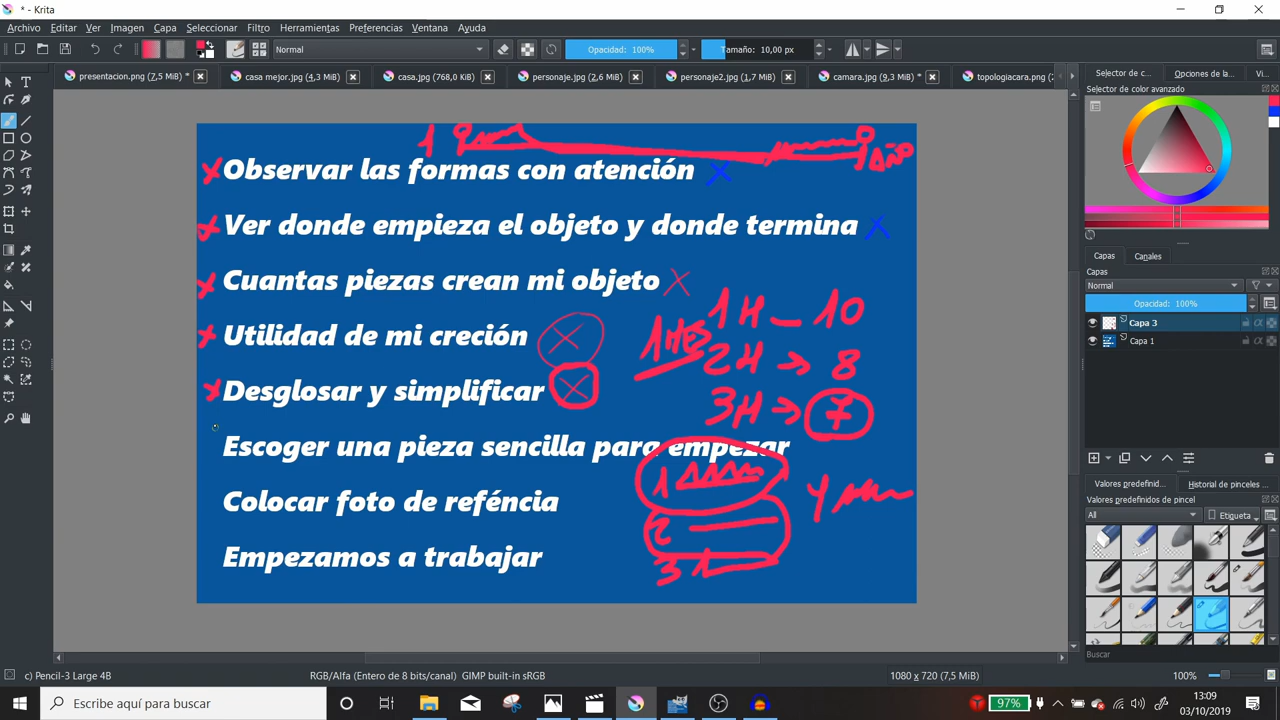 * - Krita
Archivo Editar Ver Imagen Capa Seleccionar Filtro Herramientas Preferencias Ventana Ayuda
Normal Opacidad: 100% Tamaño: 10,00 px
presentacion.png (7,5 MiB) * casa mejor.jpg (4,3 MiB) casa.jpg (768,0 KiB) personaje.jpg (2,6 MiB) personaje2.jpg (1,7 MiB) camara.jpg (9,3 MiB) * topologiacara.png (2
Selector de c... Opciones de la... Vi...
Selector de color avanzado
1 1 AÑO
Observar las formas con atención
Ver donde empieza el objeto y donde termina
Cuantas piezas crean mi objeto
1H - 10
Utilidad de mi creción
2H → 8
Desglosar y simplificar
3H → 7
Escoger una pieza sencilla para empezar
1
Colocar foto de reféncia
2
Empezamos a trabajar
3
Capas Canales
Capas
Normal
Opacidad: 100%
Capa 3
Capa 1
Valores predefinid... Historial de pinceles ...
Valores predefinidos de pincel
All Etiqueta
Buscar
c) Pencil-3 Large 4B RGB/Alfa (Entero de 8 bits/canal) GIMP built-in sRGB 1080 x 720 (7,5 MiB) 100%
Escribe aquí para buscar
97%
13:09
03/10/2019